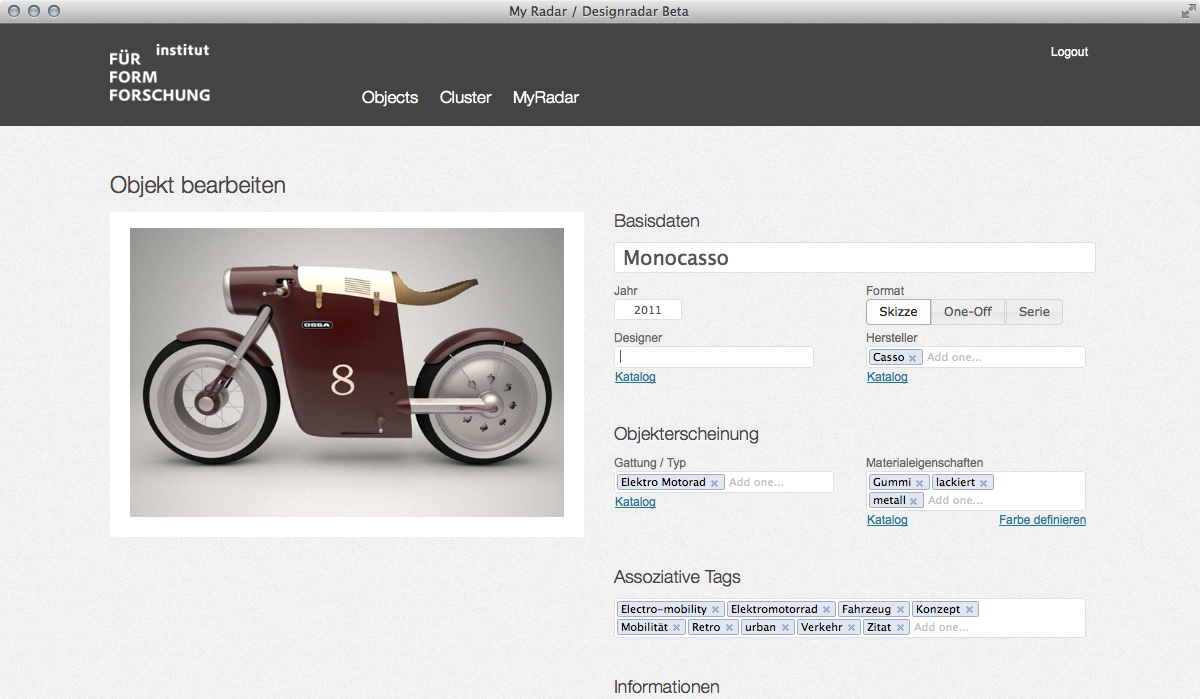 My Radar / Designradar Beta
institut
FÜR
FORM
FORSCHUNG
Logout
Objects Cluster MyRadar
Objekt bearbeiten
OSSA
8
Basisdaten
Monocasso
Jahr
2011
Format
Skizze One-Off Serie
Designer
Katalog
Hersteller
Casso × Add one...
Katalog
Objekterscheinung
Gattung / Typ
Elektro Motorad × Add one...
Katalog
Materialeigenschaften
Gummi × lackiert ×
metall × Add one...
Katalog Farbe definieren
Assoziative Tags
Electro-mobility × Elektromotorrad × Fahrzeug × Konzept ×
Mobilität × Retro × urban × Verkehr × Zitat × Add one...
Informationen